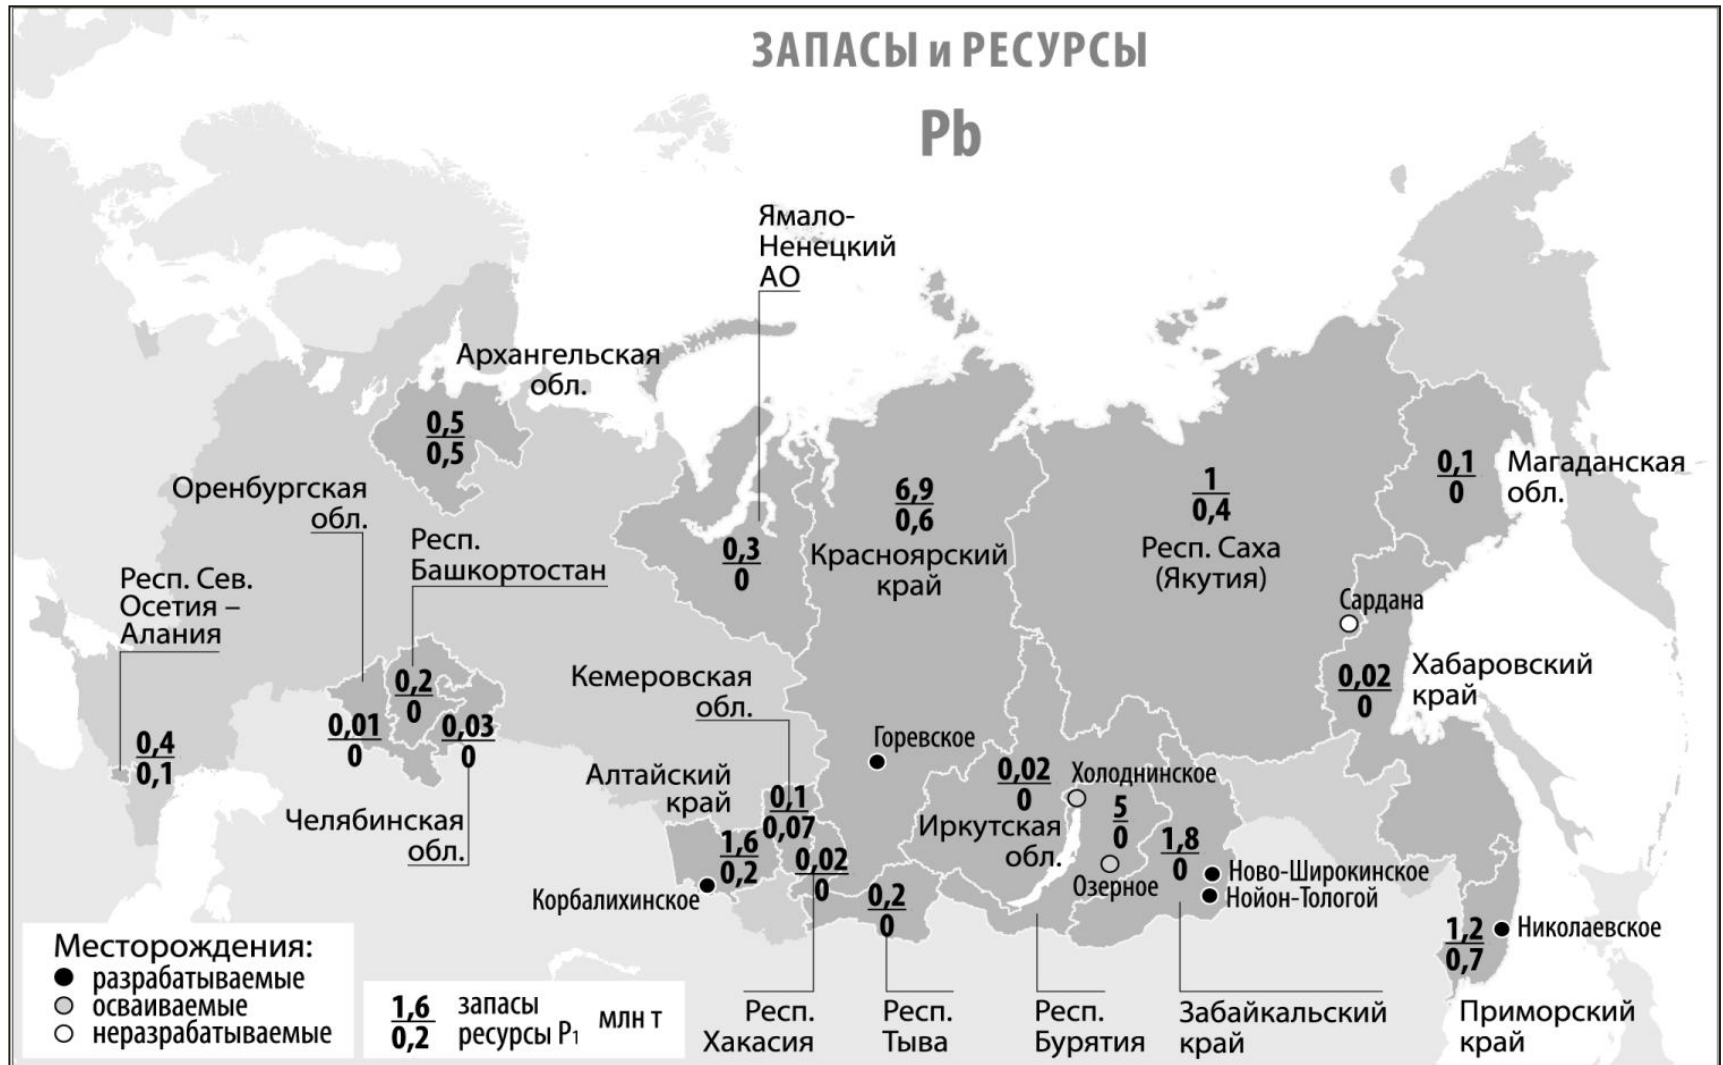 ЗАПАСЫ и РЕСУРСЫ
Pb
Ямало-
Ненецкий
АО
Архангельская
обл.
0,5
0,5
Оренбургская
обл.
Респ.
Башкортостан
Респ. Сев.
Осетия –
Алания
0,3
0
6,9
0,6
Красноярский
край
1
0,4
Респ. Саха
(Якутия)
0,1
0
Магаданская
обл.
Сардана
0,02
0
Хабаровский
край
0,2
0
0,01
0
0,03
0
0,4
0,1
Челябинская
обл.
Кемеровская
обл.
Алтайский
край
0,1
0,07
1,6
0,2
0,02
0
Корбалихинское
Горевское
0,02
0
Иркутская
обл.
Холоднинское
5
0
Озерное
1,8
0
Ново-Широкинское
Нойон-Тологой
0,2
0
1,2
0,7
Николаевское
Месторождения:
разрабатываемые
осваиваемые
неразрабатываемые
1,6 запасы
0,2 ресурсы P1
млн т
Респ.
Хакасия
Респ.
Тыва
Респ.
Бурятия
Забайкальский
край
Приморский
край